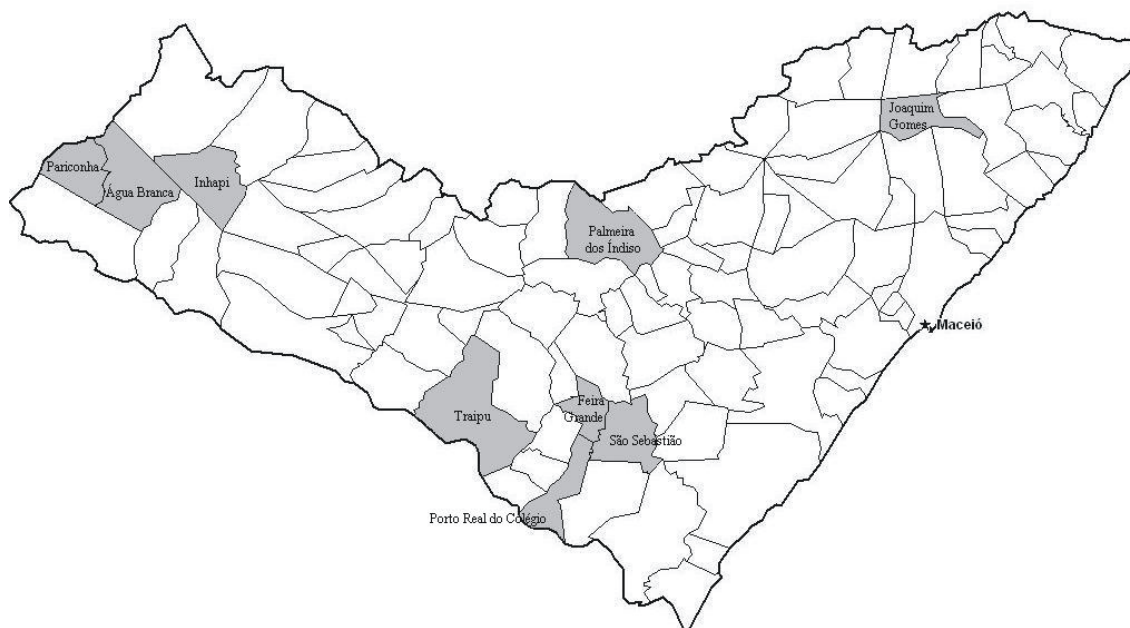 Joaquim
Gomes
Pariconha
Água Branca
Inhapi
Palmeira
dos Índiso
Maceió
Traipu
Feira
Grande
São Sebastião
Porto Real do Colégio